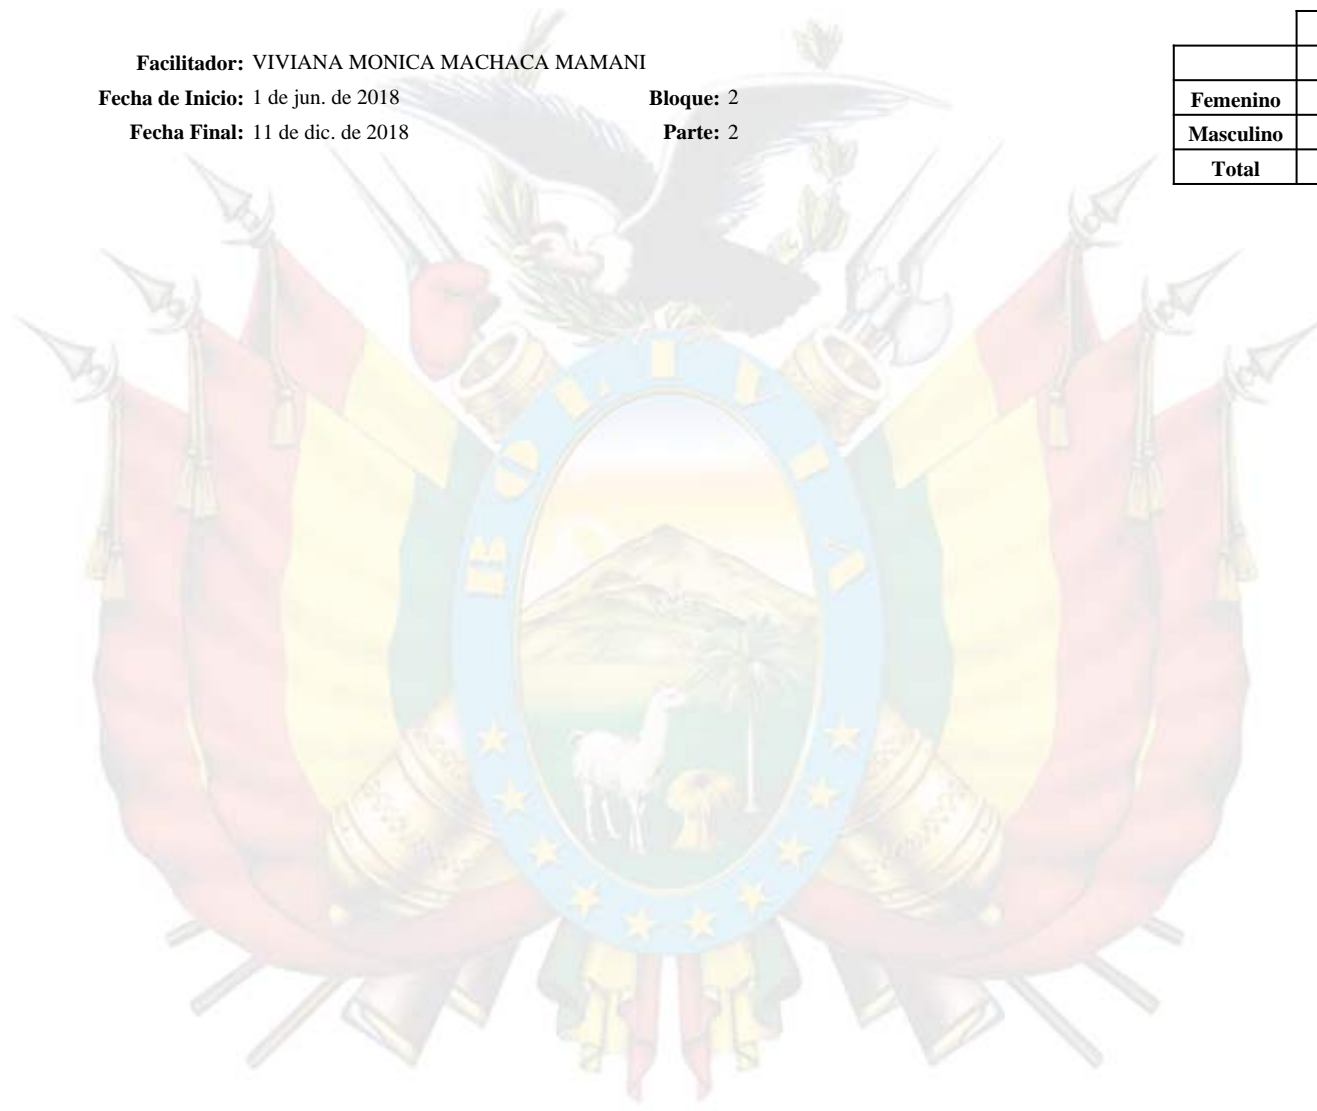 Facilitador: VIVIANA MONICA MACHACA MAMANI
Fecha de Inicio: 1 de jun. de 2018 Bloque: 2
Fecha Final: 11 de dic. de 2018 Parte: 2
Femenino
Masculino
Total
BOLIVIA